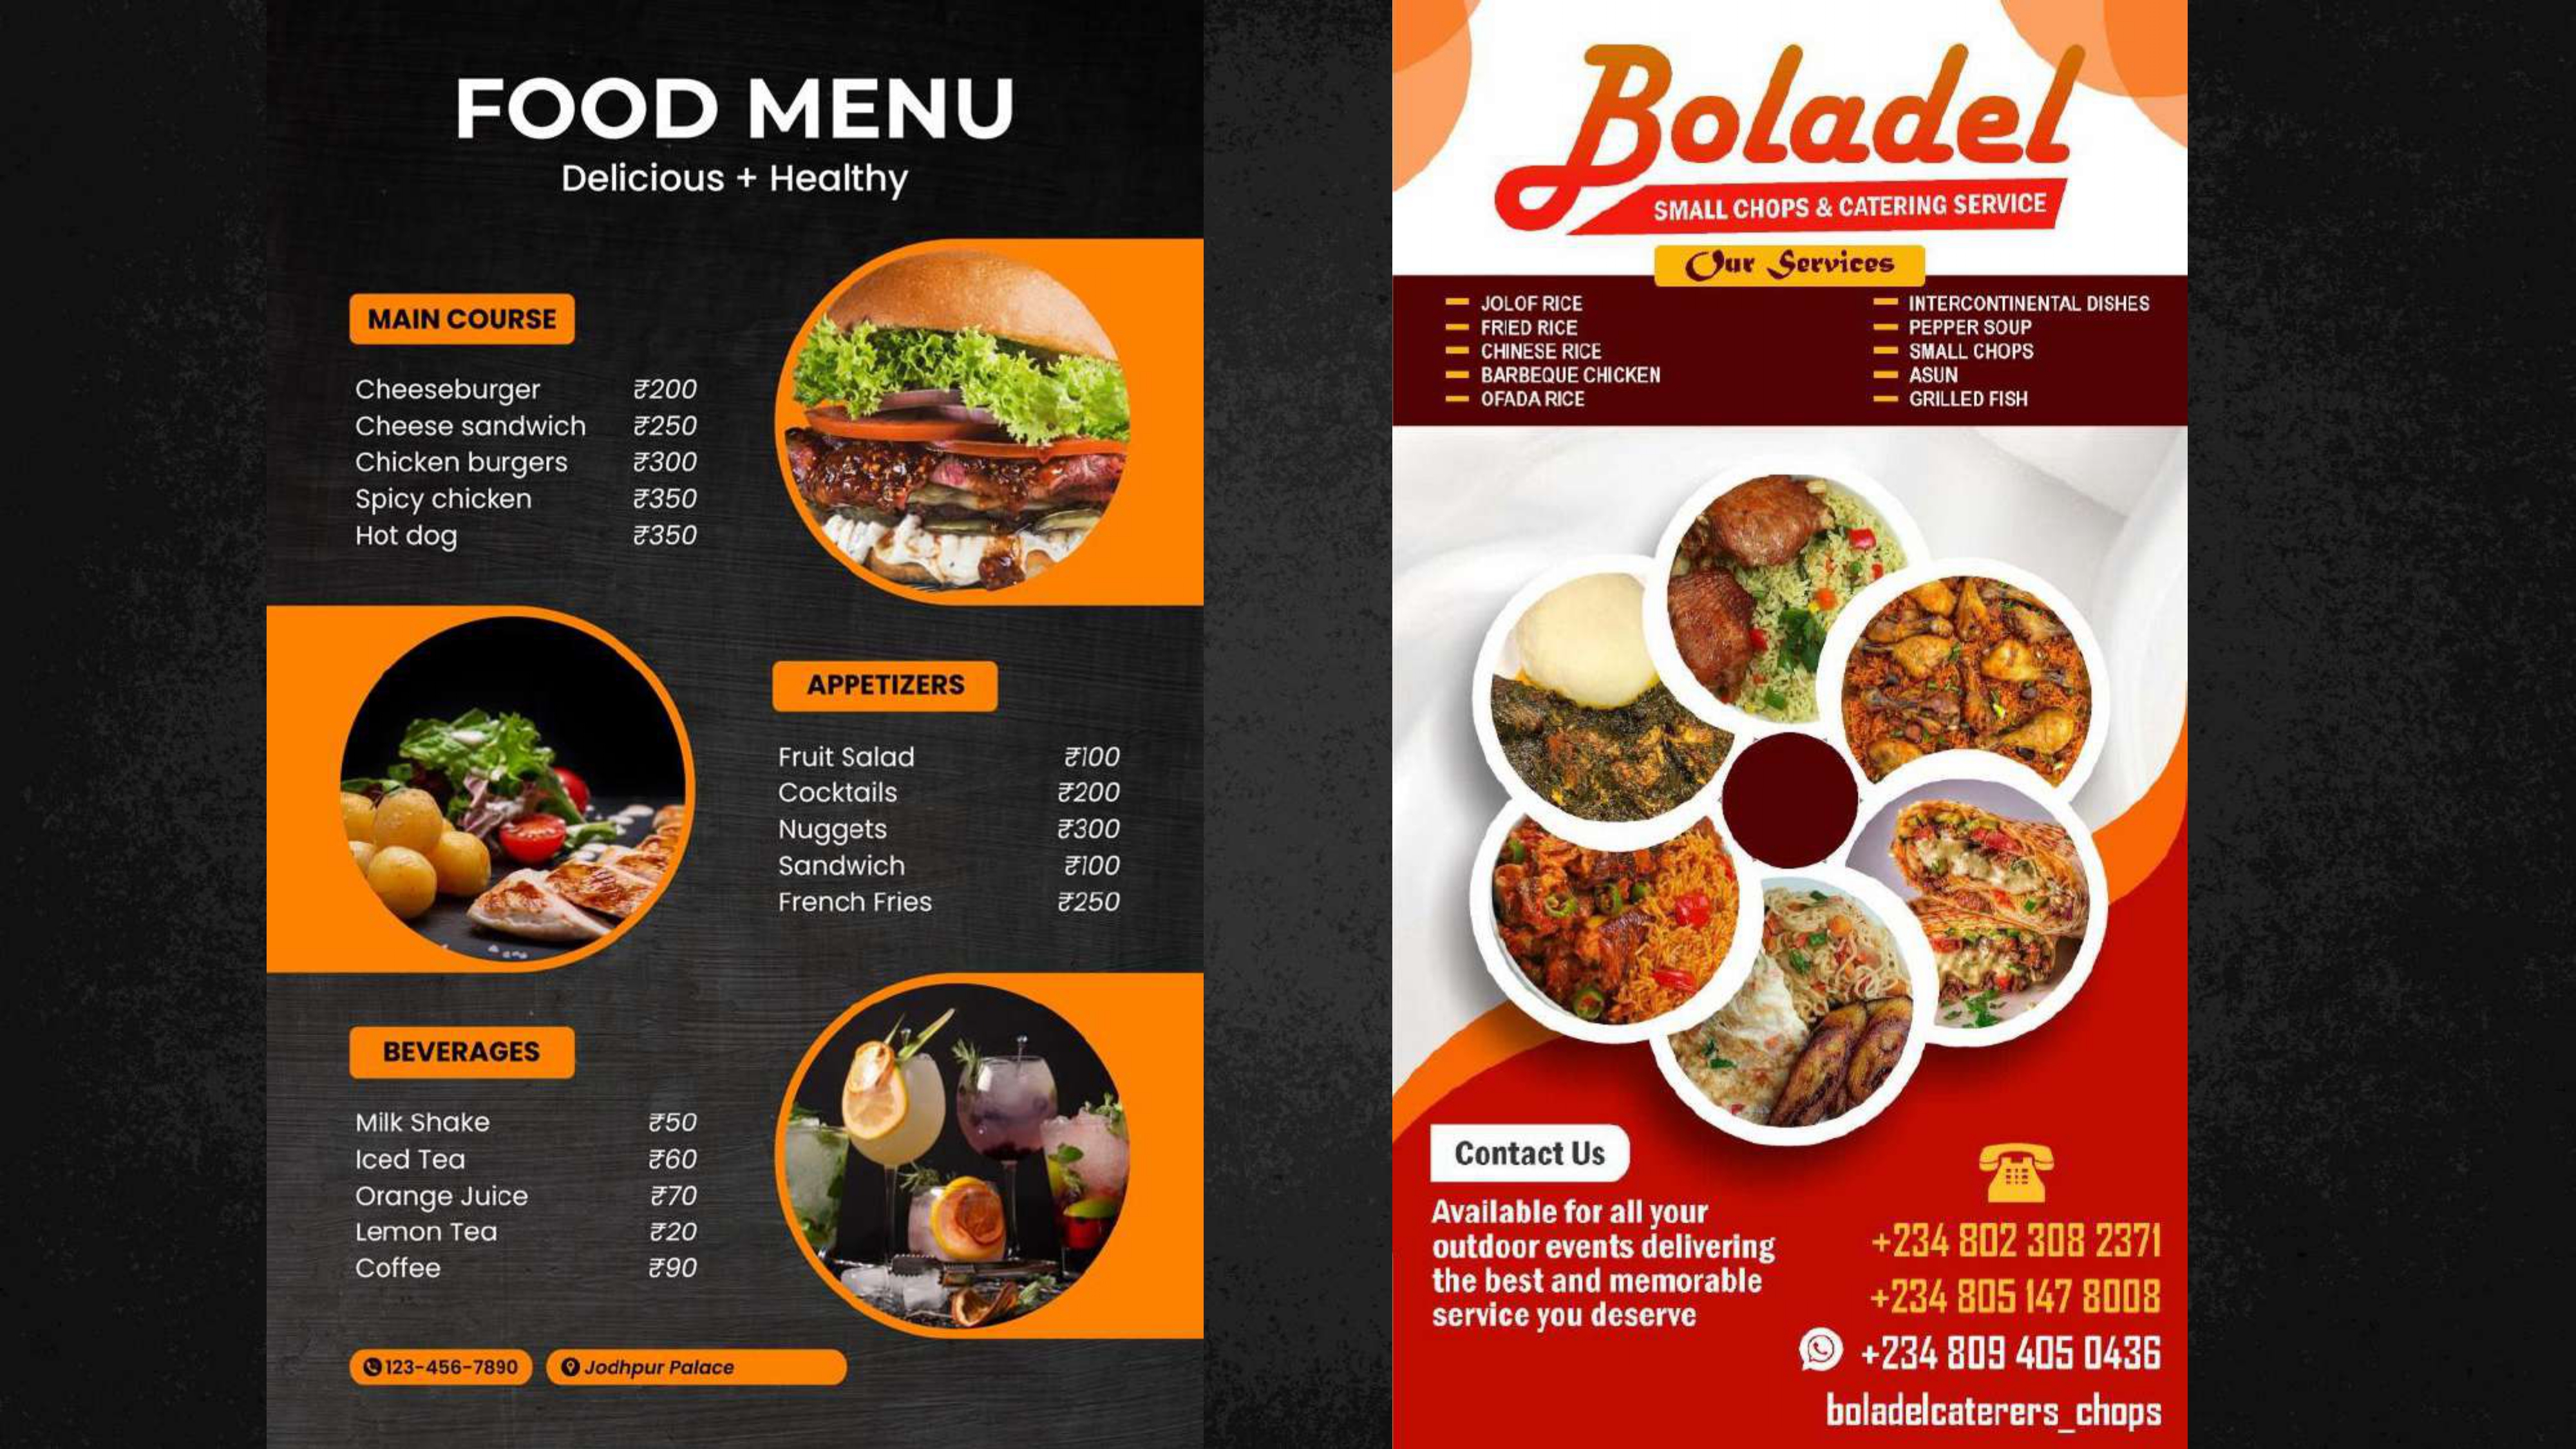 FOOD MENU
Delicious + Healthy
MAIN COURSE
Cheeseburger ₹200
Cheese sandwich ₹250
Chicken burgers ₹300
Spicy chicken ₹350
Hot dog ₹350
APPETIZERS
Fruit Salad ₹100
Cocktails ₹200
Nuggets ₹300
Sandwich ₹100
French Fries ₹250
BEVERAGES
Milk Shake ₹50
Iced Tea ₹60
Orange Juice ₹70
Lemon Tea ₹20
Coffee ₹90
123-456-7890 Jodhpur Palace
Boladel
SMALL CHOPS & CATERING SERVICE
Our Services
JOLOF RICE
FRIED RICE
CHINESE RICE
BARBEQUE CHICKEN
OFADA RICE
INTERCONTINENTAL DISHES
PEPPER SOUP
SMALL CHOPS
ASUN
GRILLED FISH
Contact Us
Available for all your
outdoor events delivering
the best and memorable
service you deserve
+234 802 308 2371
+234 805 147 8008
+234 809 405 0436
boladelcaterers_chops